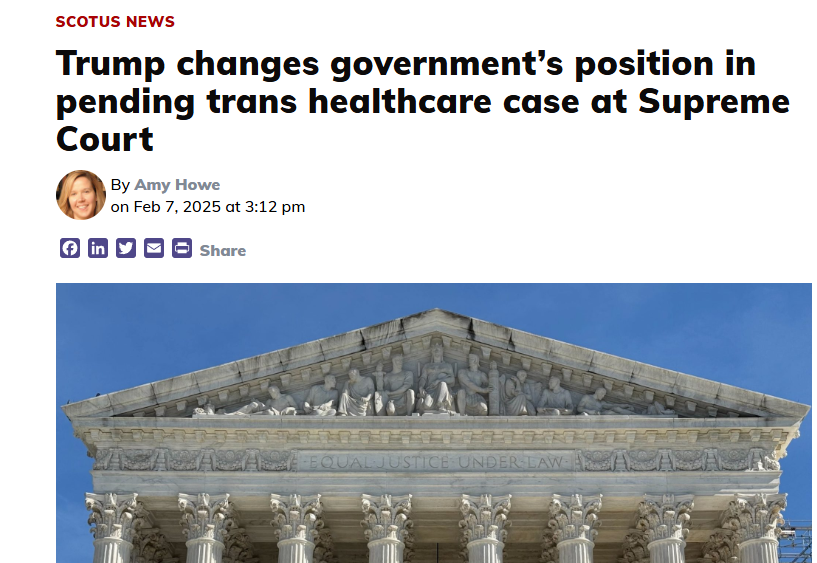 SCOTUS NEWS
Trump changes government’s position in
pending trans healthcare case at Supreme
Court
By Amy Howe
on Feb 7, 2025 at 3:12 pm
Share
EQUAL JUSTICE UNDER LAW